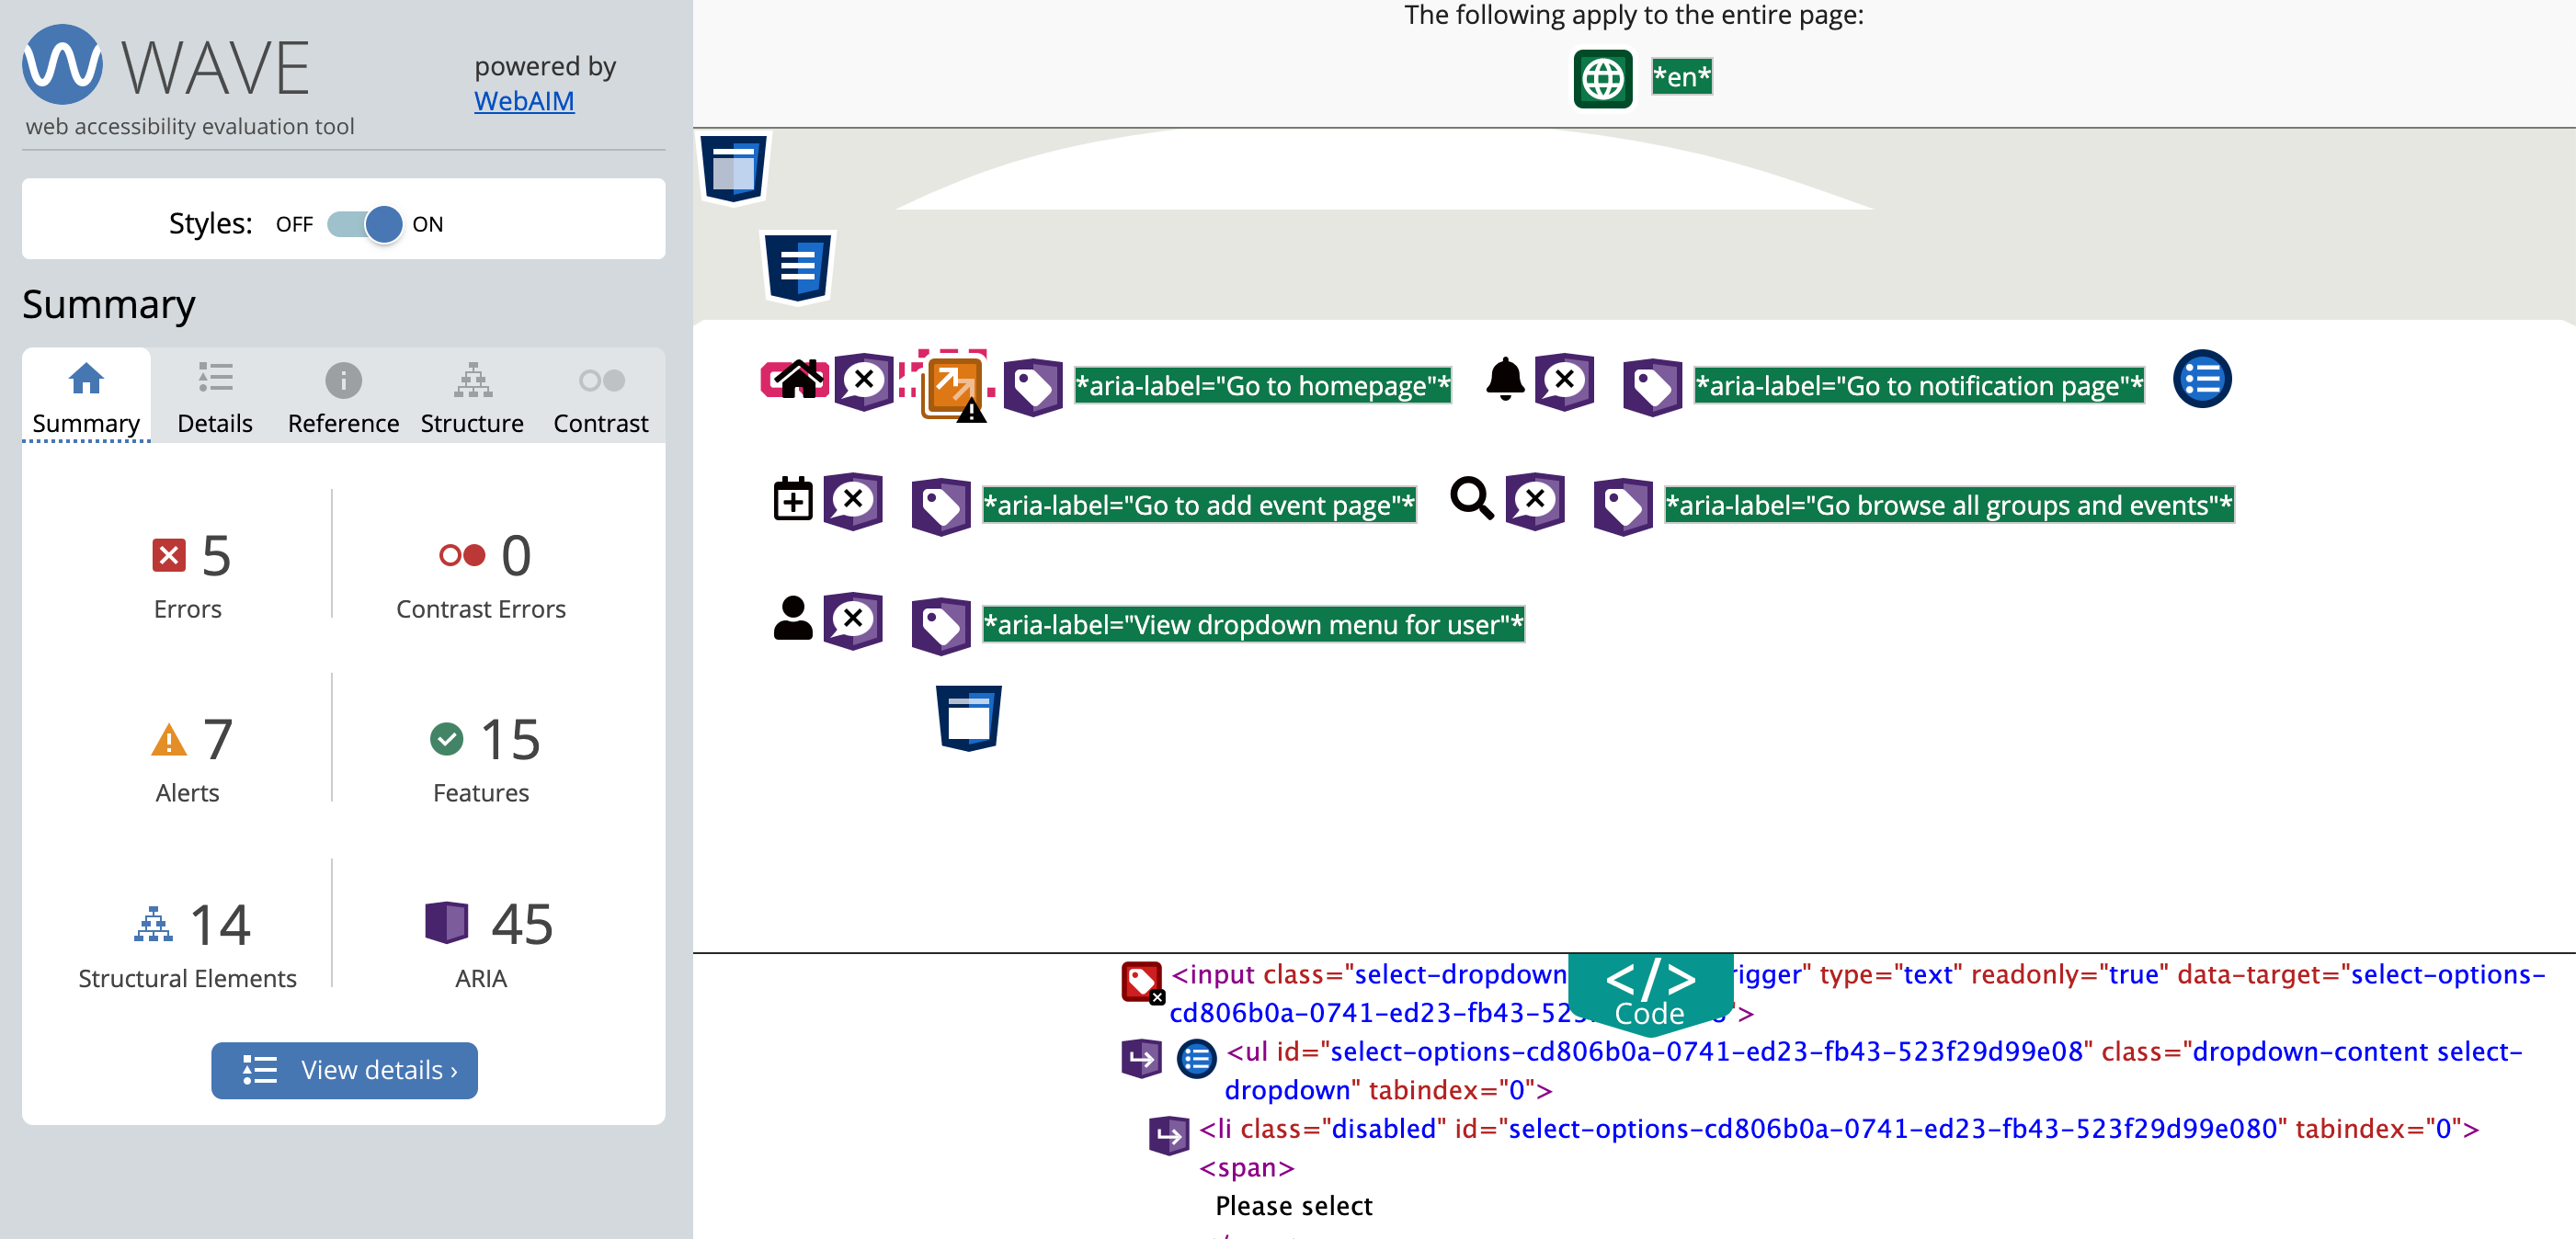 WAVE
web accessibility evaluation tool
powered by
WebAIM
Styles: OFF ON
Summary
Summary Details Reference Structure Contrast
5
Errors
0
Contrast Errors
7
Alerts
15
Features
14
Structural Elements
45
ARIA
View details ›
The following apply to the entire page:
*en*
*aria-label="Go to homepage"* *aria-label="Go to notification page"*
*aria-label="Go to add event page"* *aria-label="Go browse all groups and events"*
*aria-label="View dropdown menu for user"*
</>
Code
<input class="select-dropdown rigger" type="text" readonly="true" data-target="select-options-
cd806b0a-0741-ed23-fb43-523 ">
<ul id="select-options-cd806b0a-0741-ed23-fb43-523f29d99e08" class="dropdown-content select-
dropdown" tabindex="0">
<li class="disabled" id="select-options-cd806b0a-0741-ed23-fb43-523f29d99e080" tabindex="0">
<span>
Please select